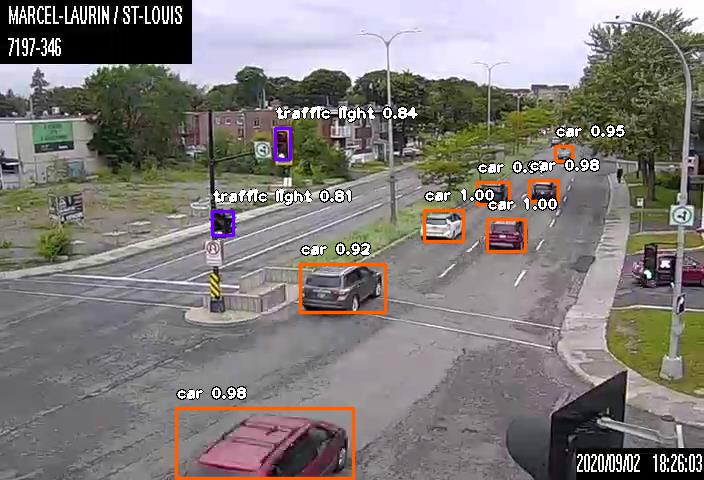 MARCEL-LAURIN / ST-LOUIS
7197-346
traffic light 0.84
car 0.95
car 0.98
traffic light 0.81
car 1.00
car 1.00
car 0.92
car 0.98
2020/09/02 18:26:03